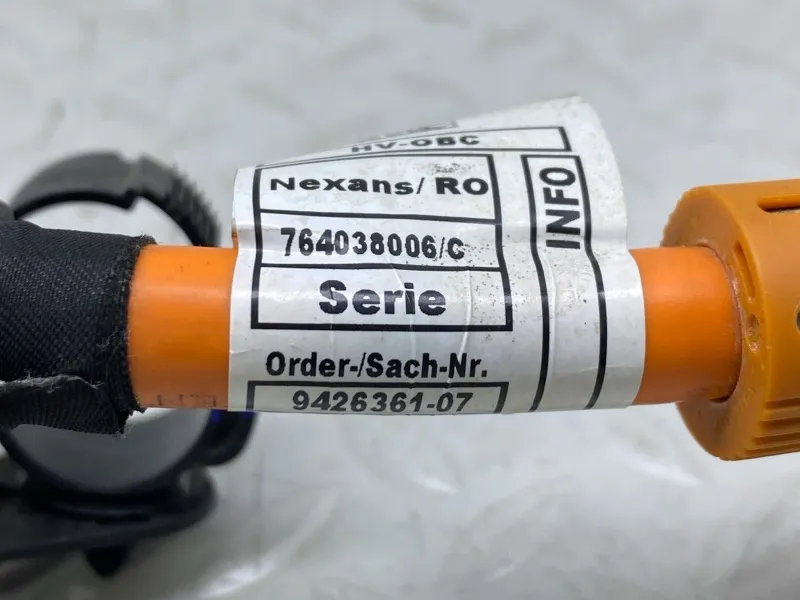 HV-OBC
Nexans/ RO
764038006/C
Serie
Order-/Sach-Nr.
9426361-07
INFO